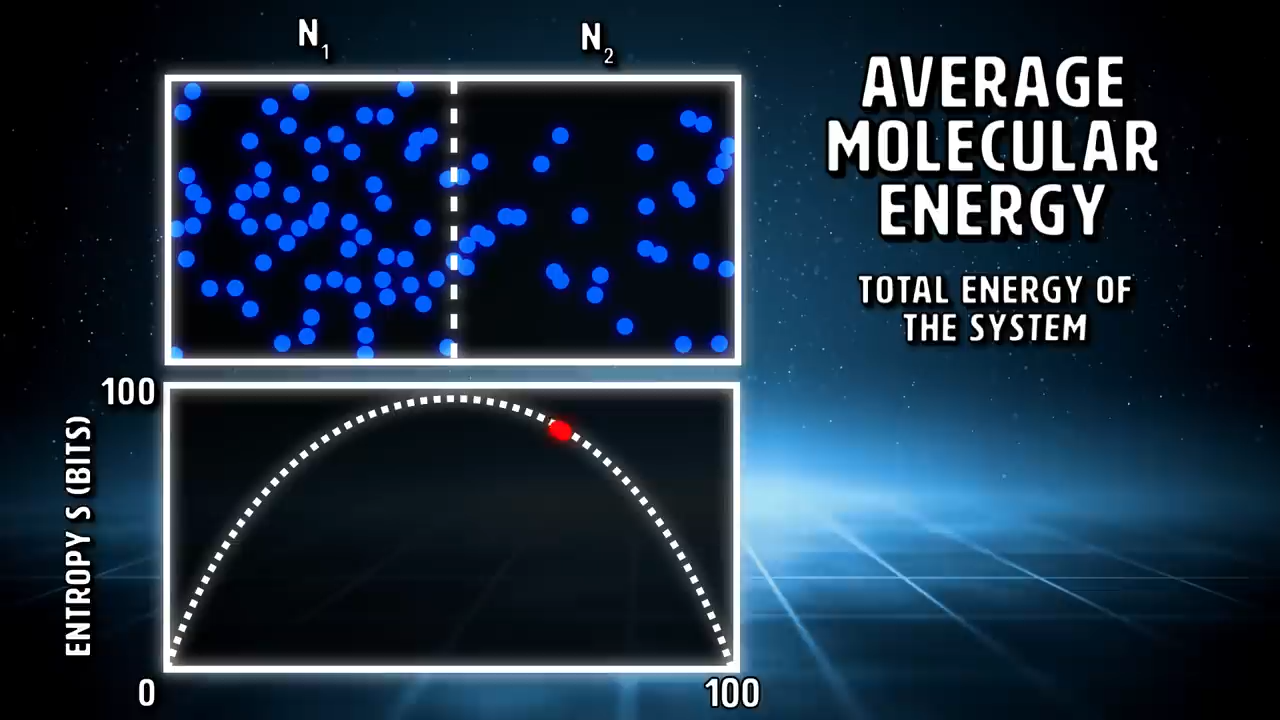 N1
N2
AVERAGE
MOLECULAR
ENERGY
TOTAL ENERGY OF
THE SYSTEM
100
ENTROPY S (BITS)
0
100